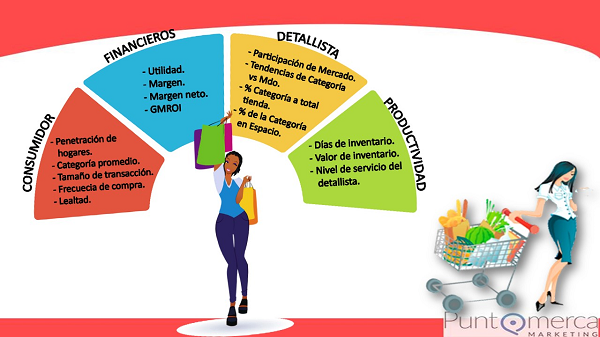 CONSUMIDOR
- Penetración de
hogares.
- Categoría promedio.
- Tamaño de transacción.
- Frecuecia de compra.
- Lealtad.
FINANCIEROS
- Utilidad.
- Margen.
- Margen neto.
- GMROI
DETALLISTA
- Participación de Mercado.
- Tendencias de Categoría
vs Mdo.
- % Categoría a total
tienda.
- % de la Categoría
en Espacio.
PRODUCTIVIDAD
- Días de inventario.
- Valor de inventario.
- Nivel de servicio del
detallista.
Punt merca
MARKETING